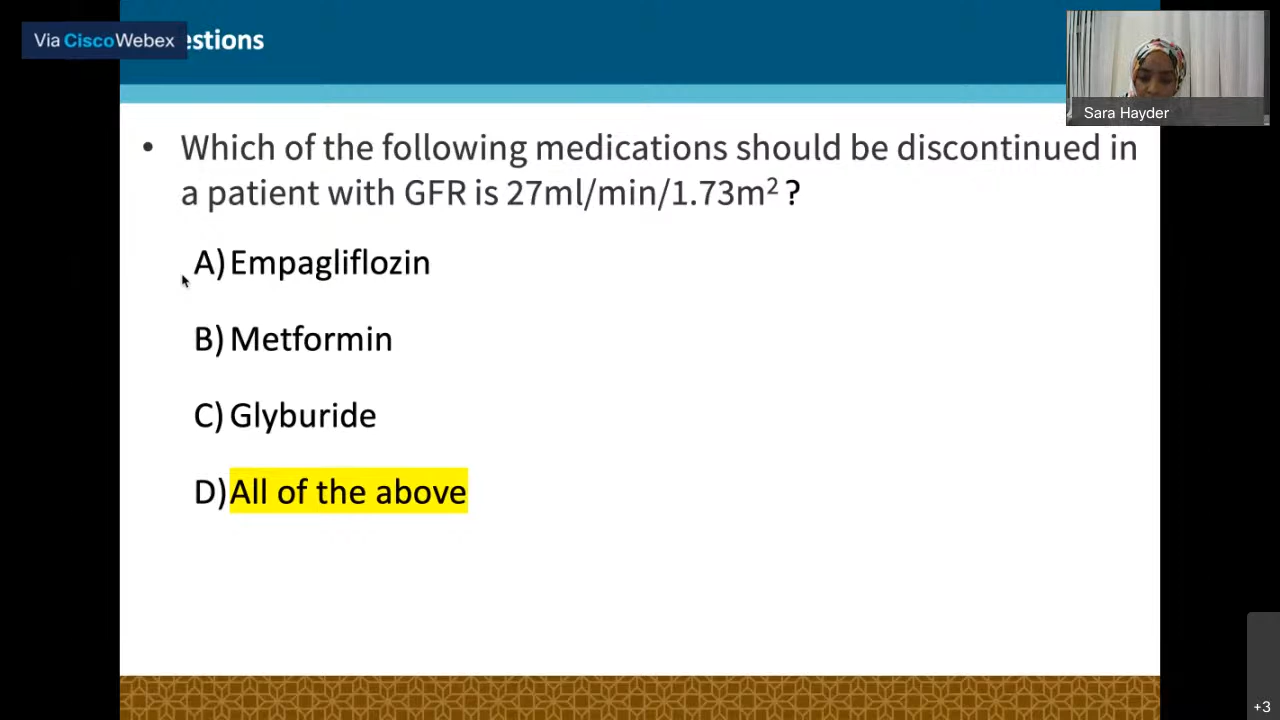 Via CiscoWebex
estions
Sara Hayder
• Which of the following medications should be discontinued in
a patient with GFR is 27ml/min/1.73m² ?
A) Empagliflozin
B) Metformin
C) Glyburide
D) All of the above
+3